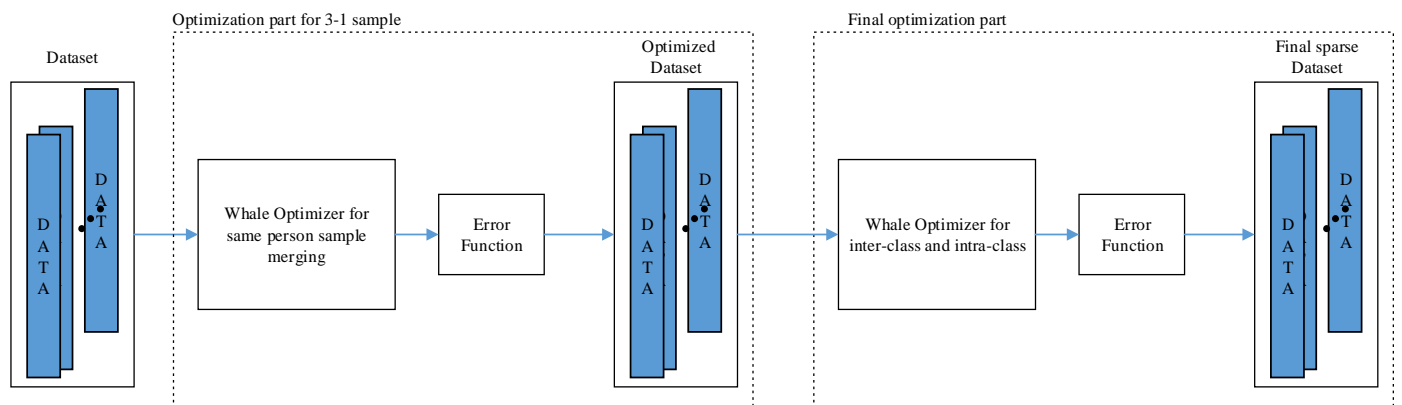 Optimization part for 3-1 sample
Final optimization part
Dataset
D
A
T
A
D
A
T
A
Whale Optimizer for
same person sample
merging
Error
Function
Optimized
Dataset
D
A
T
A
D
A
T
A
Whale Optimizer for
inter-class and intra-class
Error
Function
Final sparse
Dataset
D
A
T
A
D
A
T
A